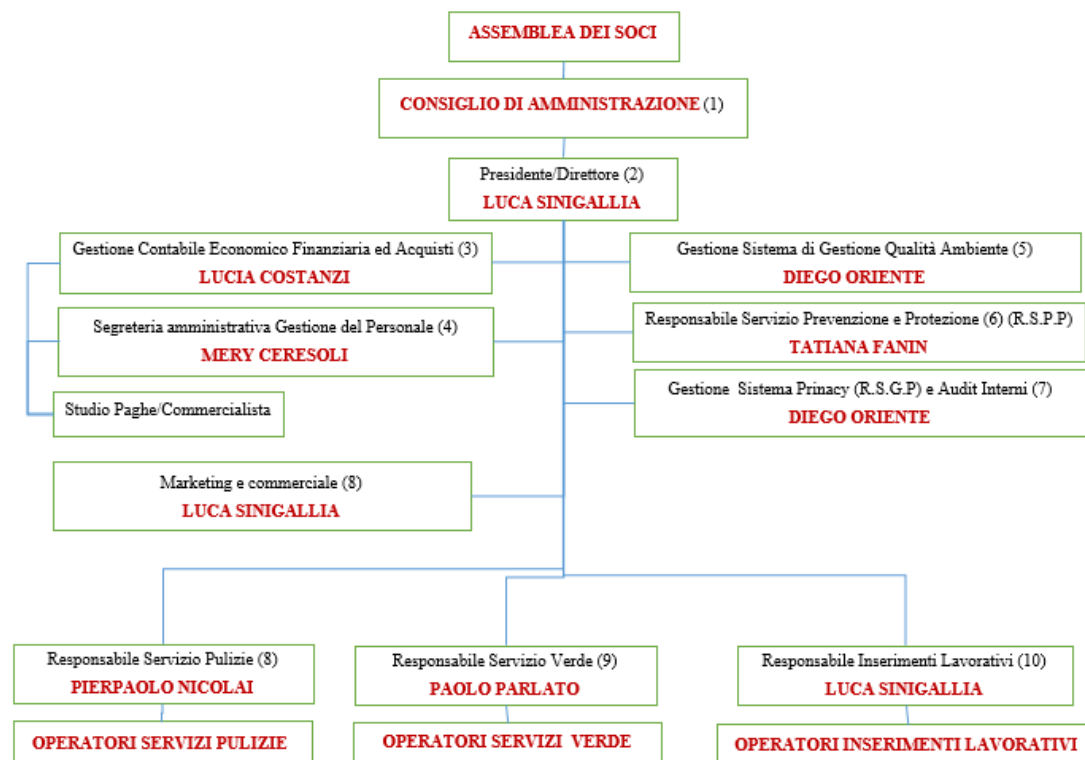 ASSEMBLEA DEI SOCI
CONSIGLIO DI AMMINISTRAZIONE (1)
Presidente/Direttore (2)
LUCA SINIGALLIA
Gestione Contabile Economico Finanziaria ed Acquisti (3)
LUCIA COSTANZI
Gestione Sistema di Gestione Qualità Ambiente (5)
DIEGO ORIENTE
Segreteria amministrativa Gestione del Personale (4)
MERY CERESOLI
Responsabile Servizio Prevenzione e Protezione (6) (R.S.P.P)
TATIANA FANIN
Studio Paghe/Commercialista
Gestione Sistema Prinacy (R.S.G.P) e Audit Interni (7)
DIEGO ORIENTE
Marketing e commerciale (8)
LUCA SINIGALLIA
Responsabile Servizio Pulizie (8)
PIERPAOLO NICOLAI
Responsabile Servizio Verde (9)
PAOLO PARLATO
Responsabile Inserimenti Lavorativi (10)
LUCA SINIGALLIA
OPERATORI SERVIZI PULIZIE
OPERATORI SERVIZI VERDE
OPERATORI INSERIMENTI LAVORATIVI